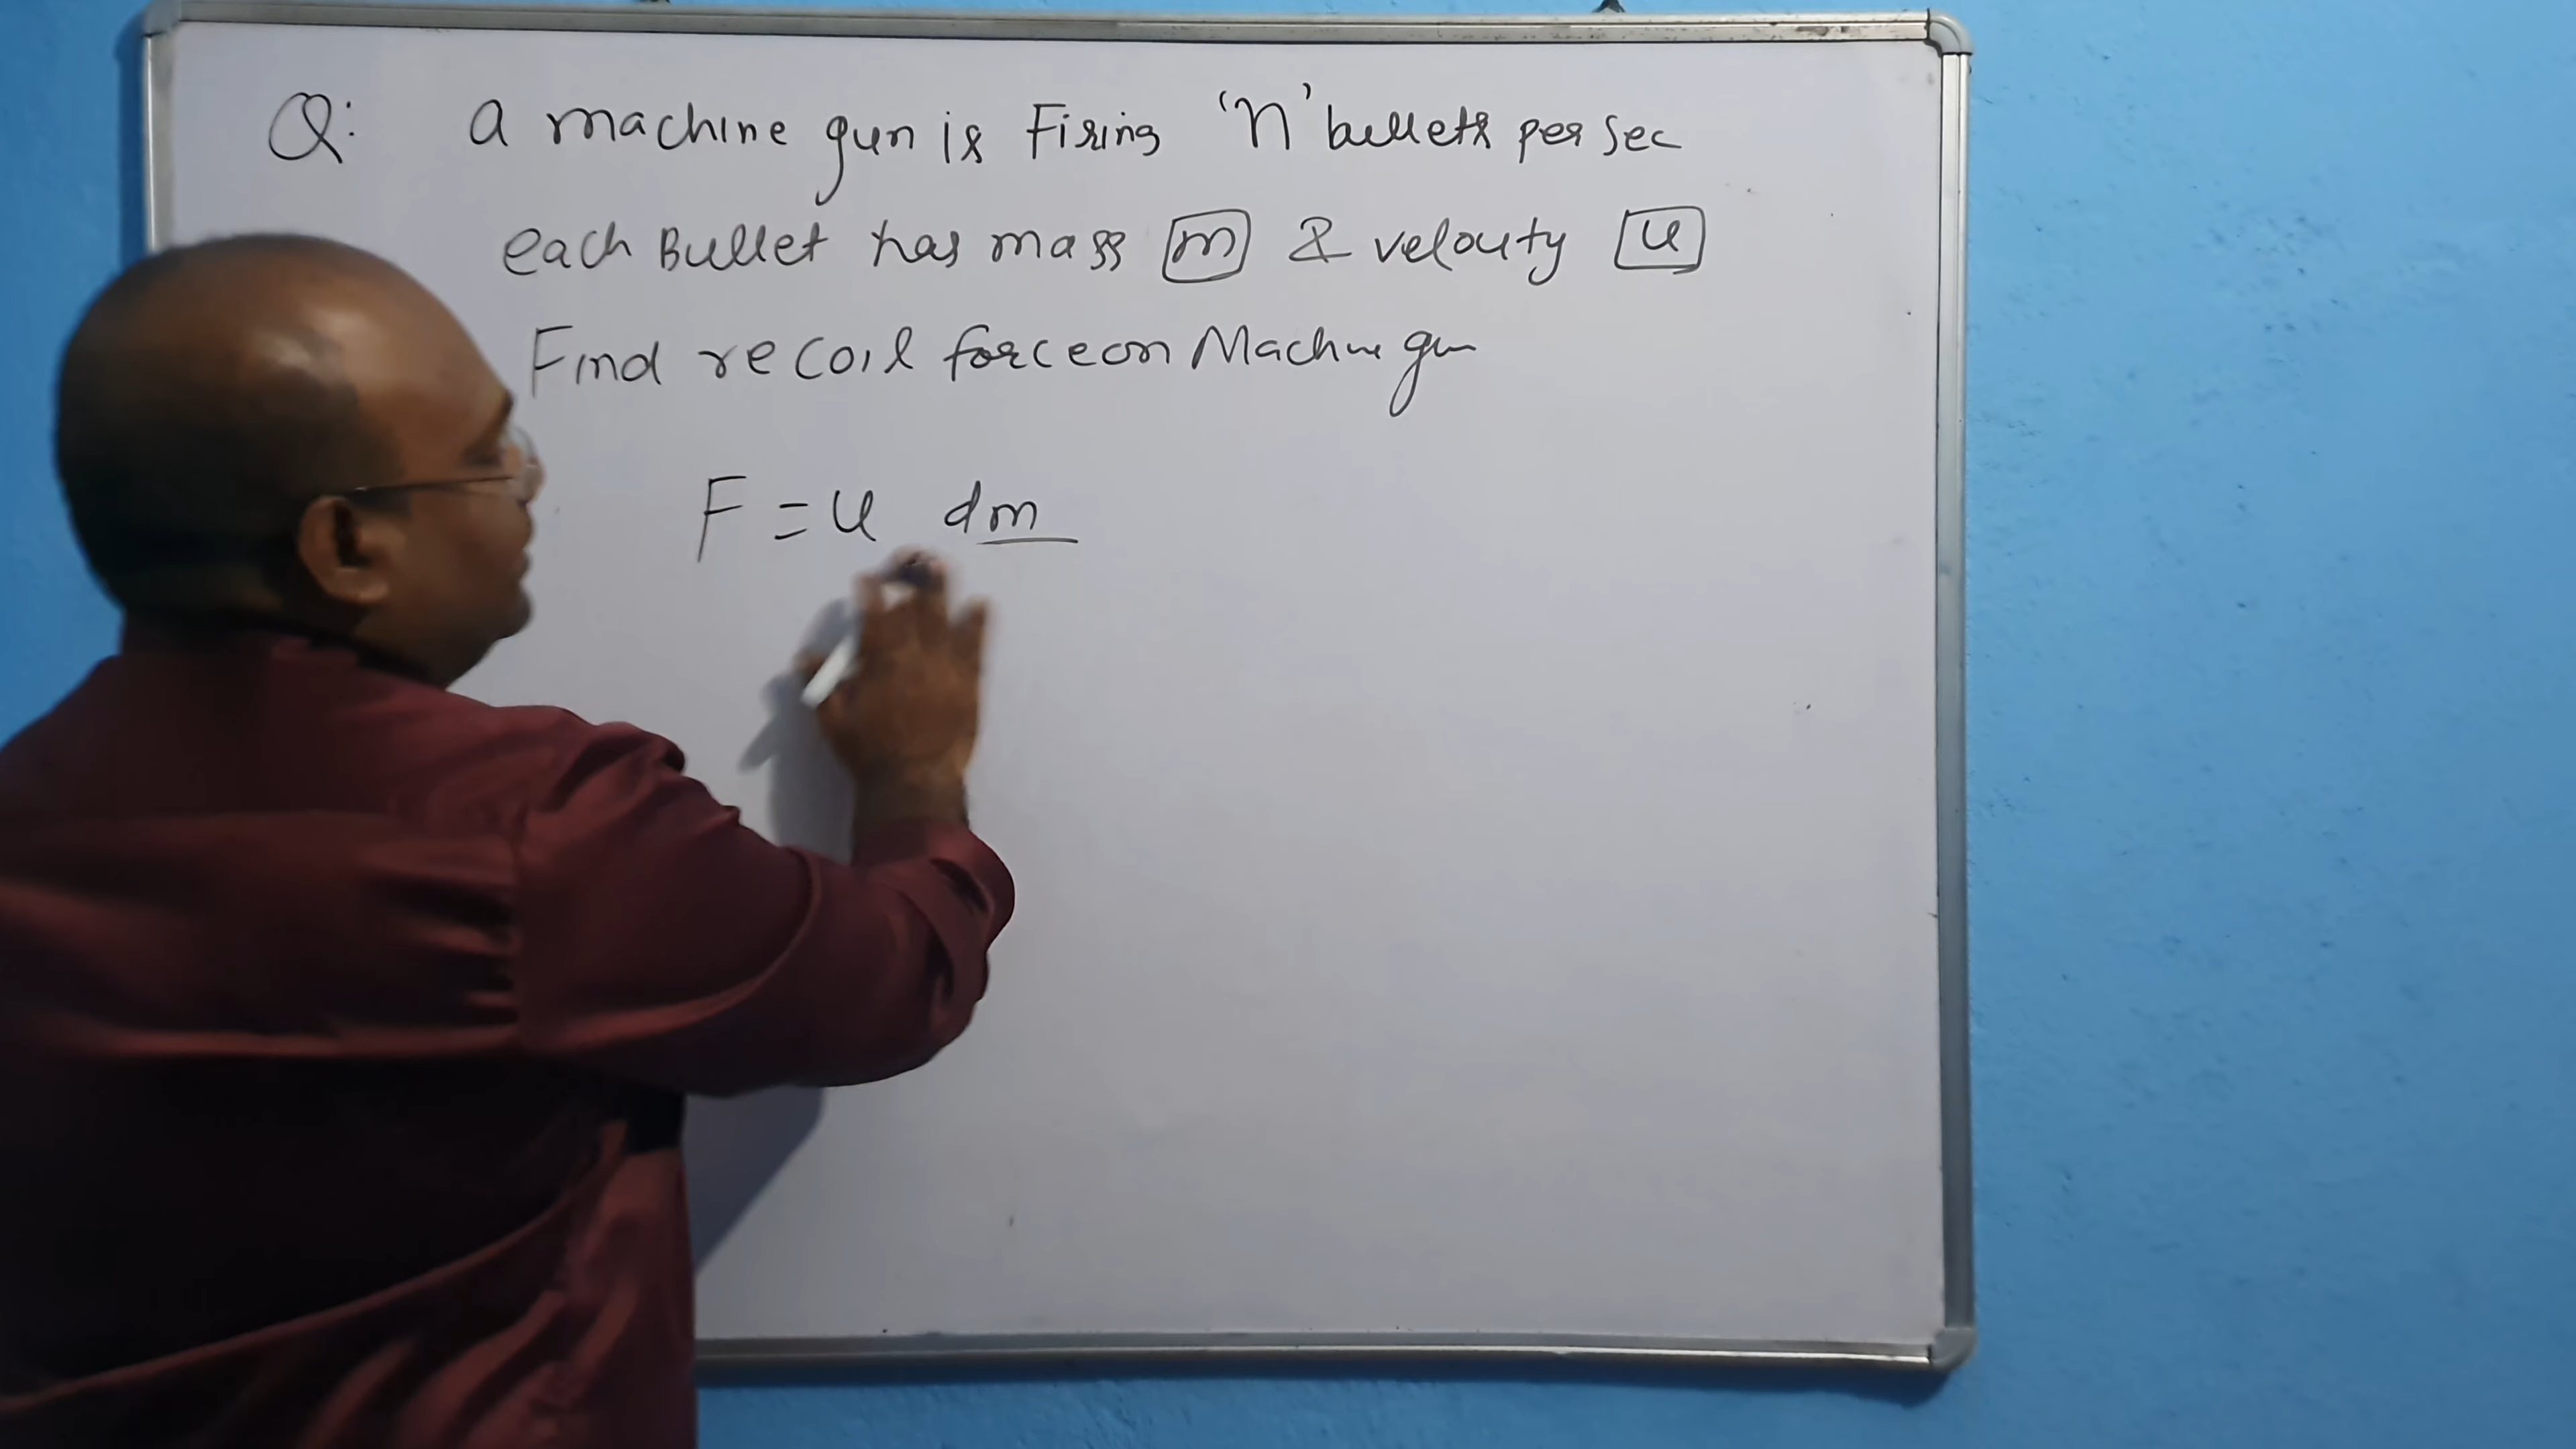 Q: a machine gun is Firing 'n' bullets per sec
each Bullet has mass m & velocity u
Find recoil force on Machine gun
F = u dm